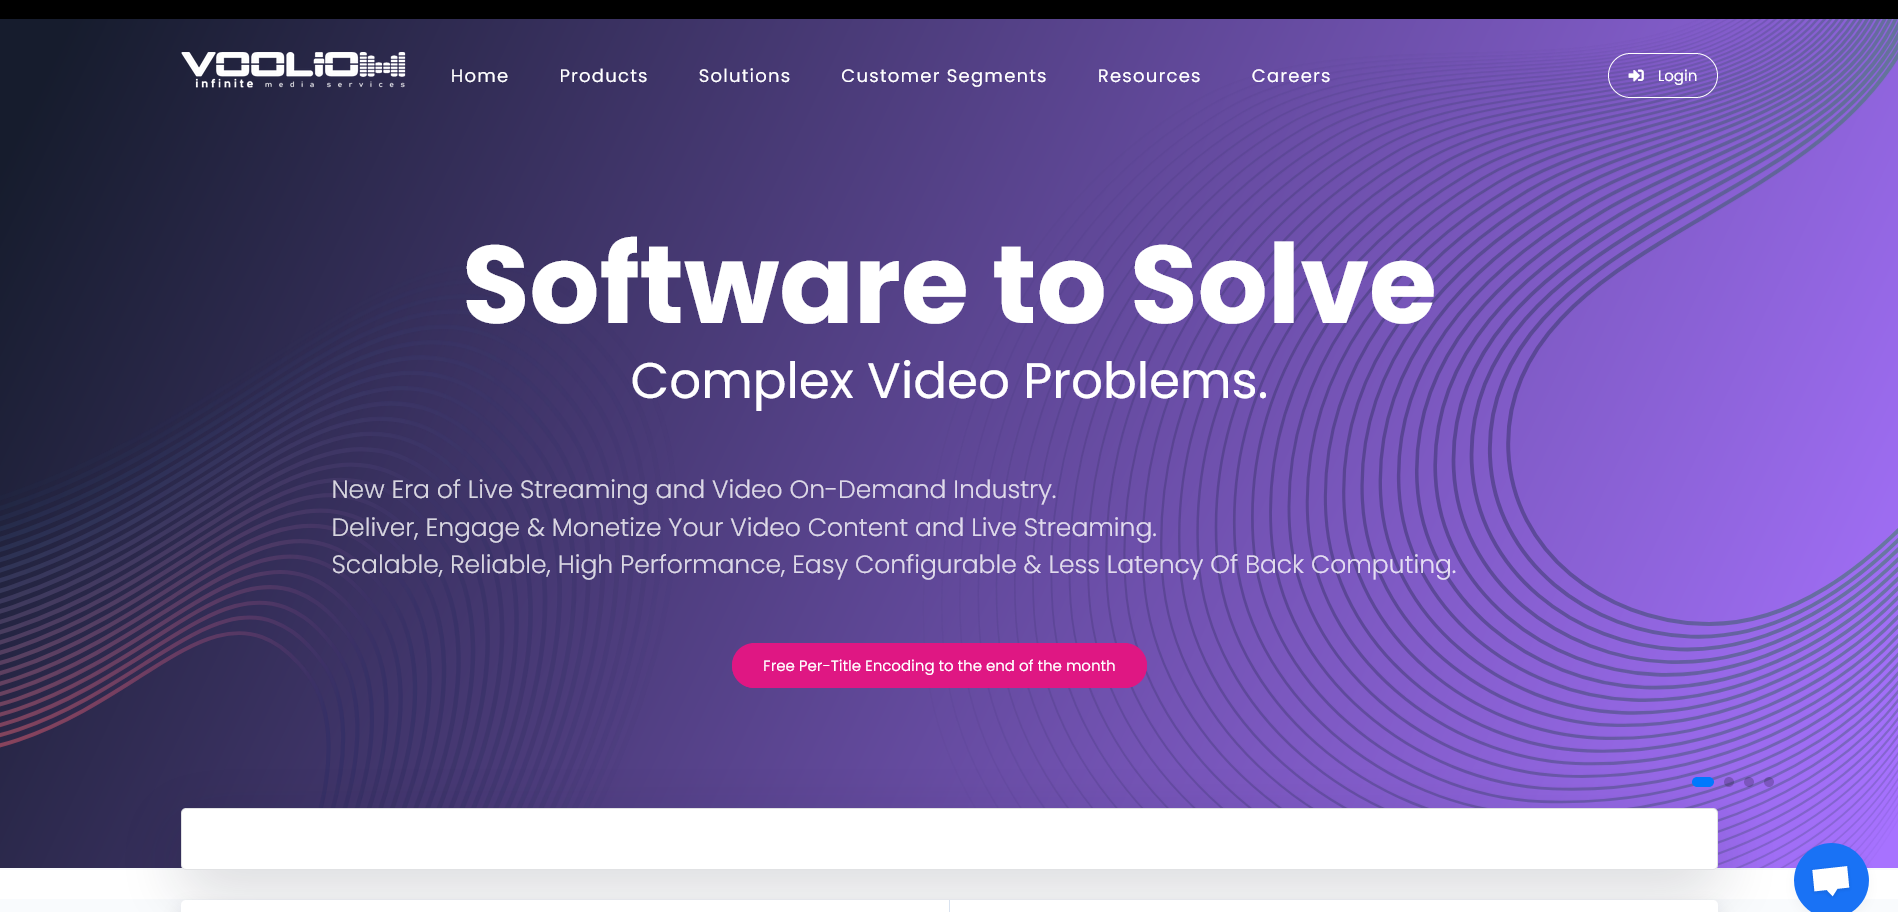 VOOLiO
infinite media services
Home
Products
Solutions
Customer Segments
Resources
Careers
Login
Software to Solve
Complex Video Problems.
New Era of Live Streaming and Video On-Demand Industry.
Deliver, Engage & Monetize Your Video Content and Live Streaming.
Scalable, Reliable, High Performance, Easy Configurable & Less Latency Of Back Computing.
Free Per-Title Encoding to the end of the month